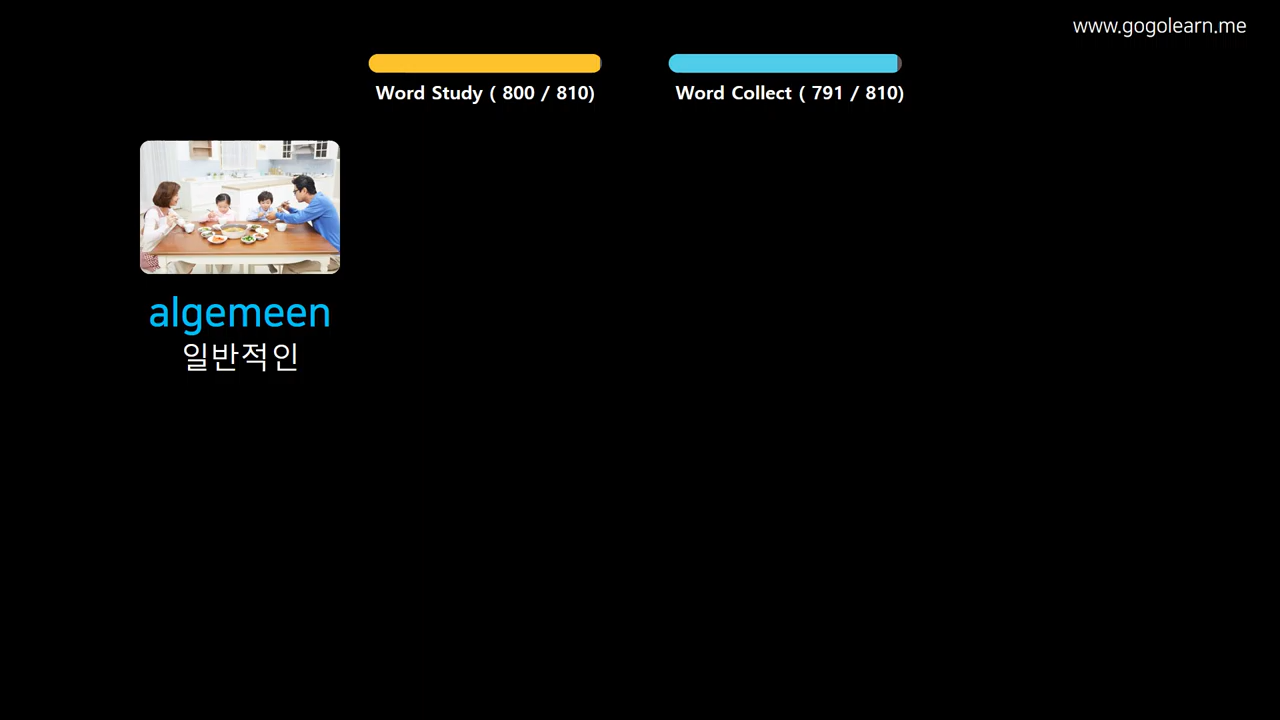 www.gogolearn.me
Word Study ( 800 / 810)
Word Collect ( 791 / 810)
algemeen
일반적인